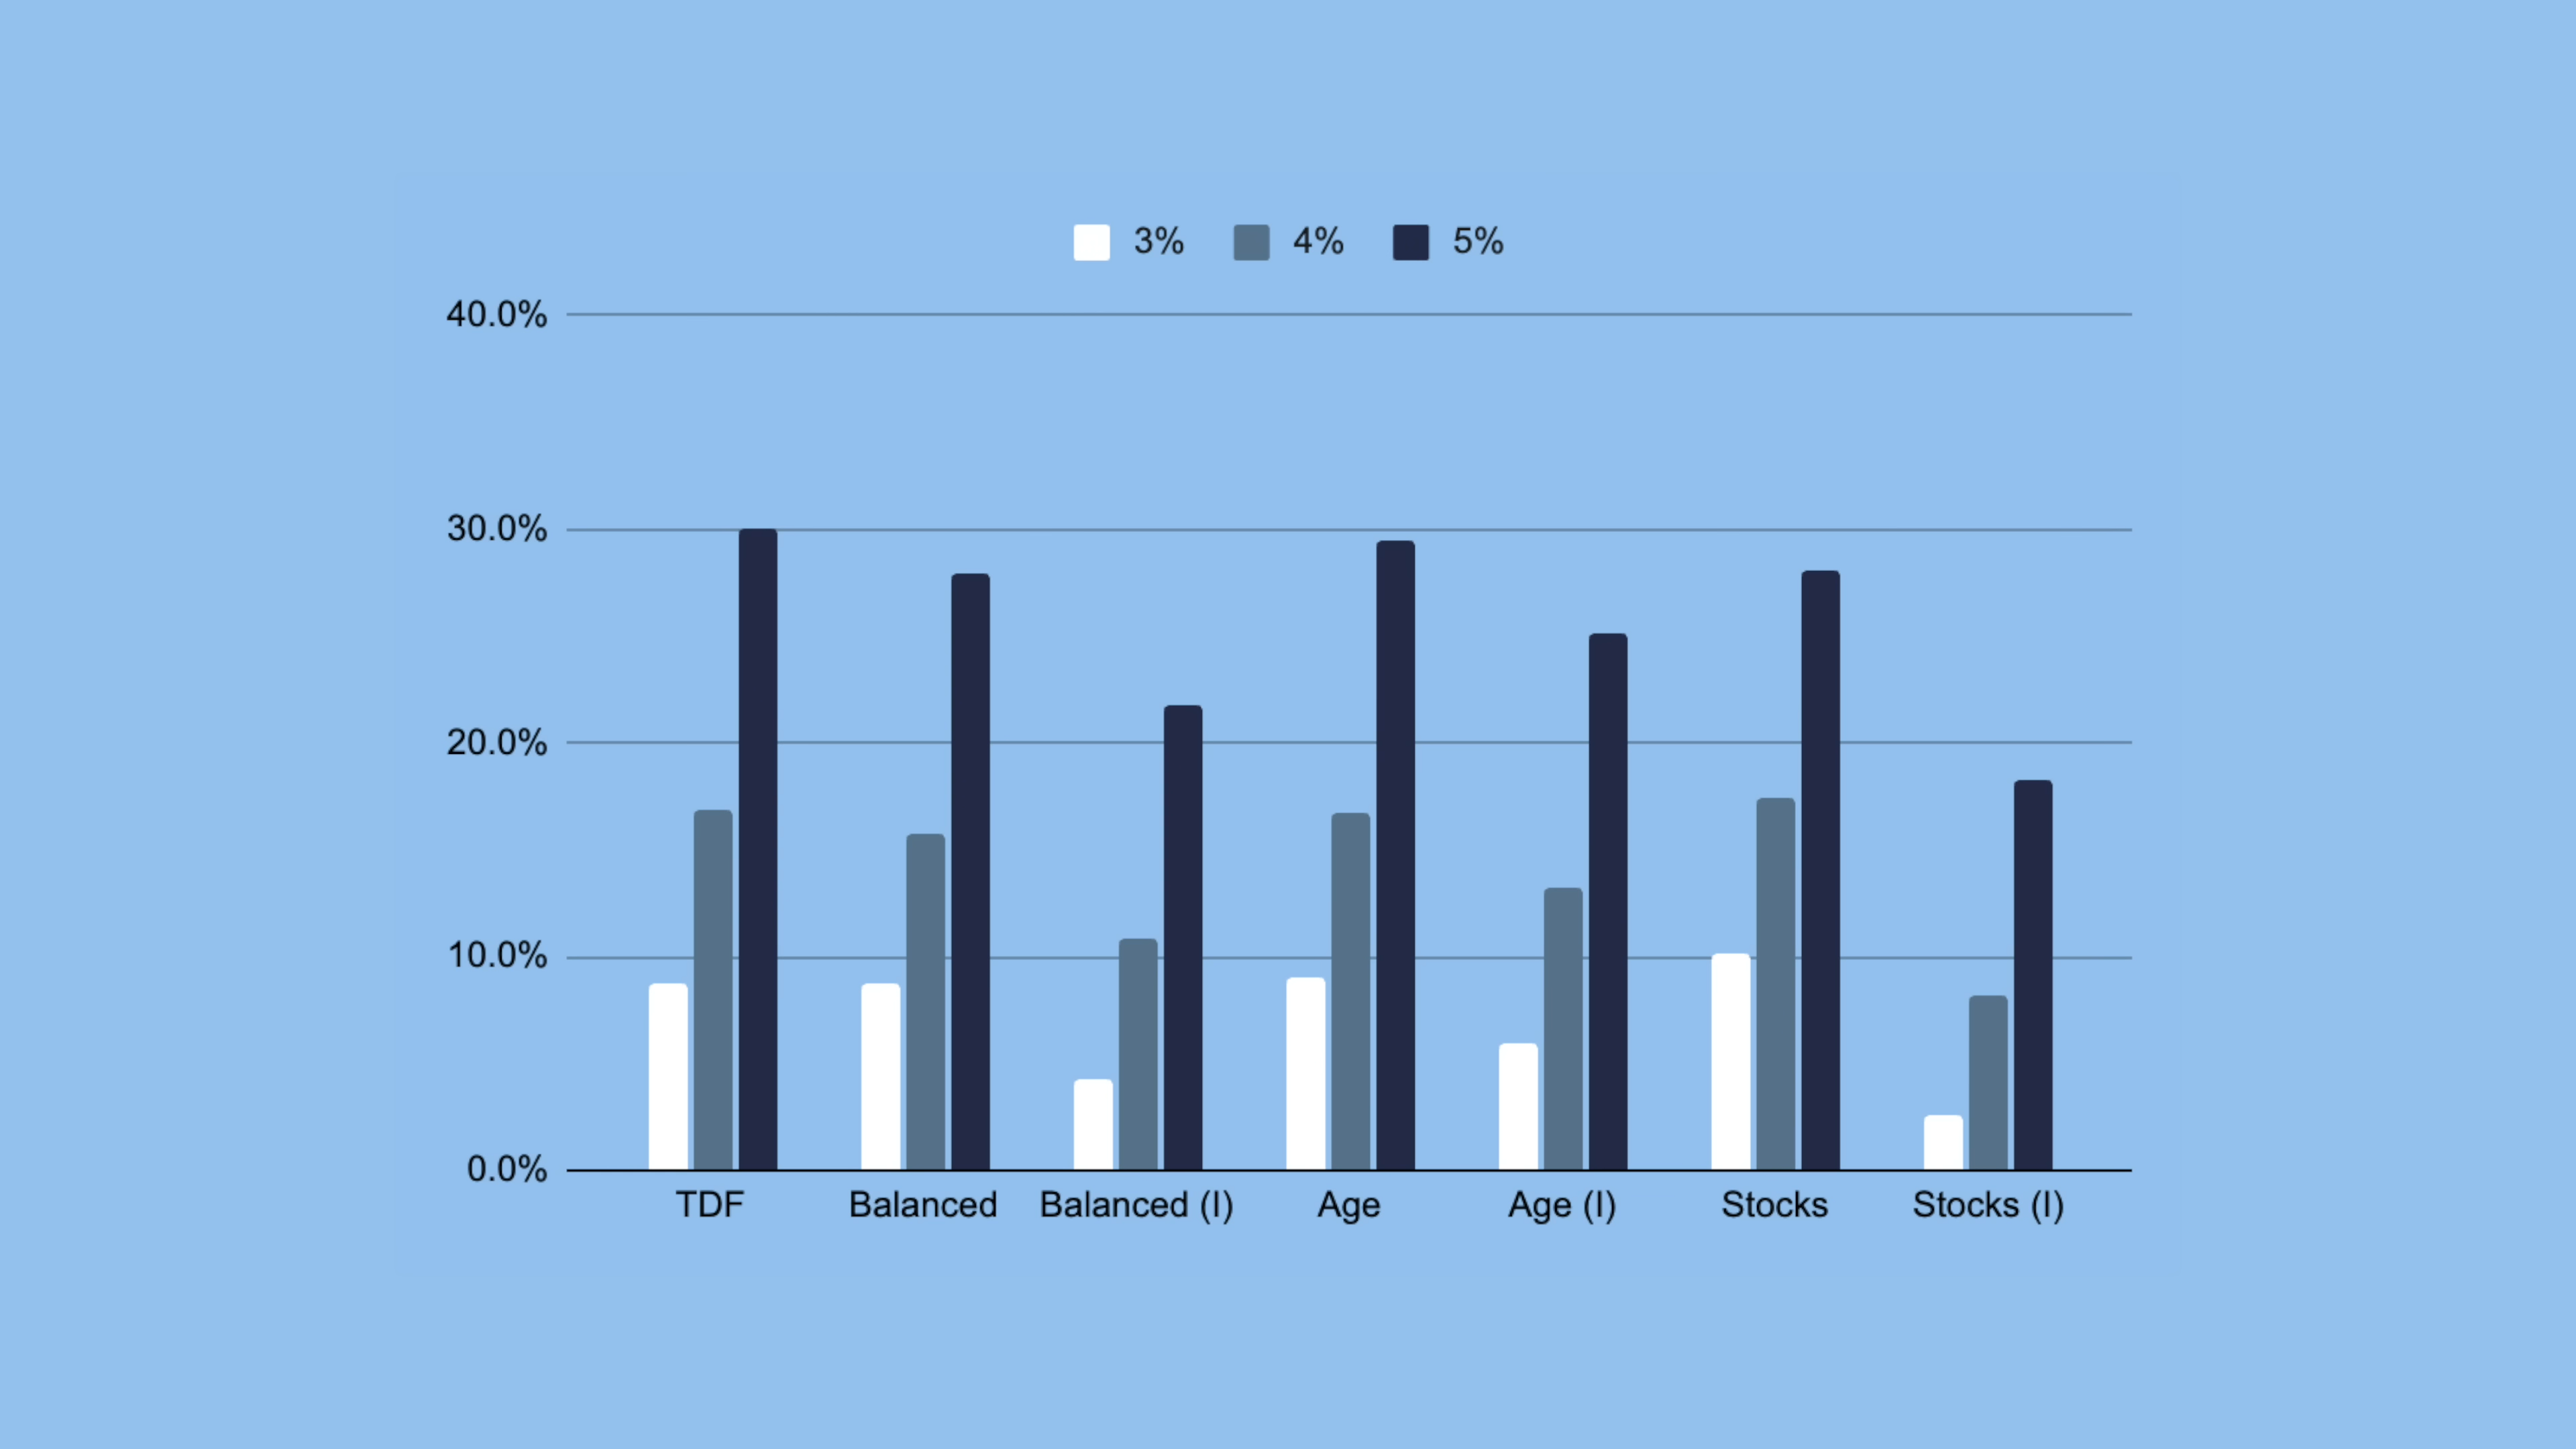 3% 4% 5%
40.0%
30.0%
20.0%
10.0%
0.0%
TDF Balanced Balanced (I) Age Age (I) Stocks Stocks (I)